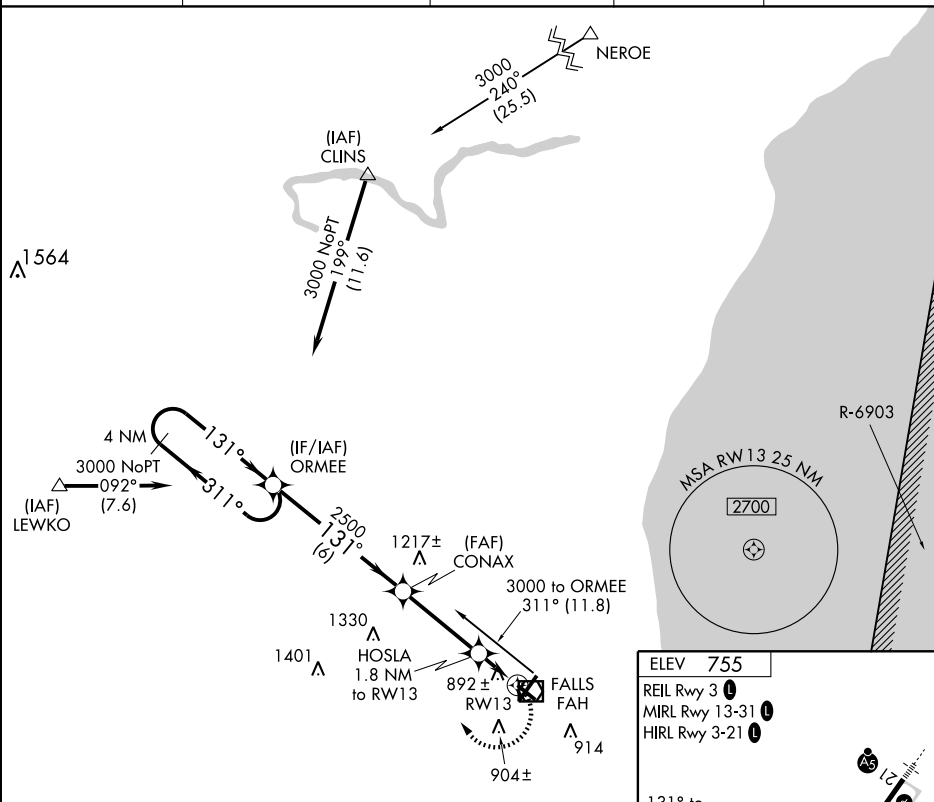 NEROE
3000
240°
(25.5)
(IAF)
CLINS
3000 NoPT
199°
(11.6)
1564
R-6903
4 NM
131°
(IF/IAF)
ORMEE
3000 NoPT
092°
(7.6)
(IAF)
LEWKO
311°
MSA RW13 25 NM
2700
2500
131°
(6)
1217±
(FAF)
CONAX
3000 to ORMEE
311° (11.8)
1330
1401
HOSLA
1.8 NM
to RW13
892±
RW13
FALLS
FAH
914
904±
ELEV 755
REIL Rwy 3 L
MIRL Rwy 13-31 L
HIRL Rwy 3-21 L
A5
21